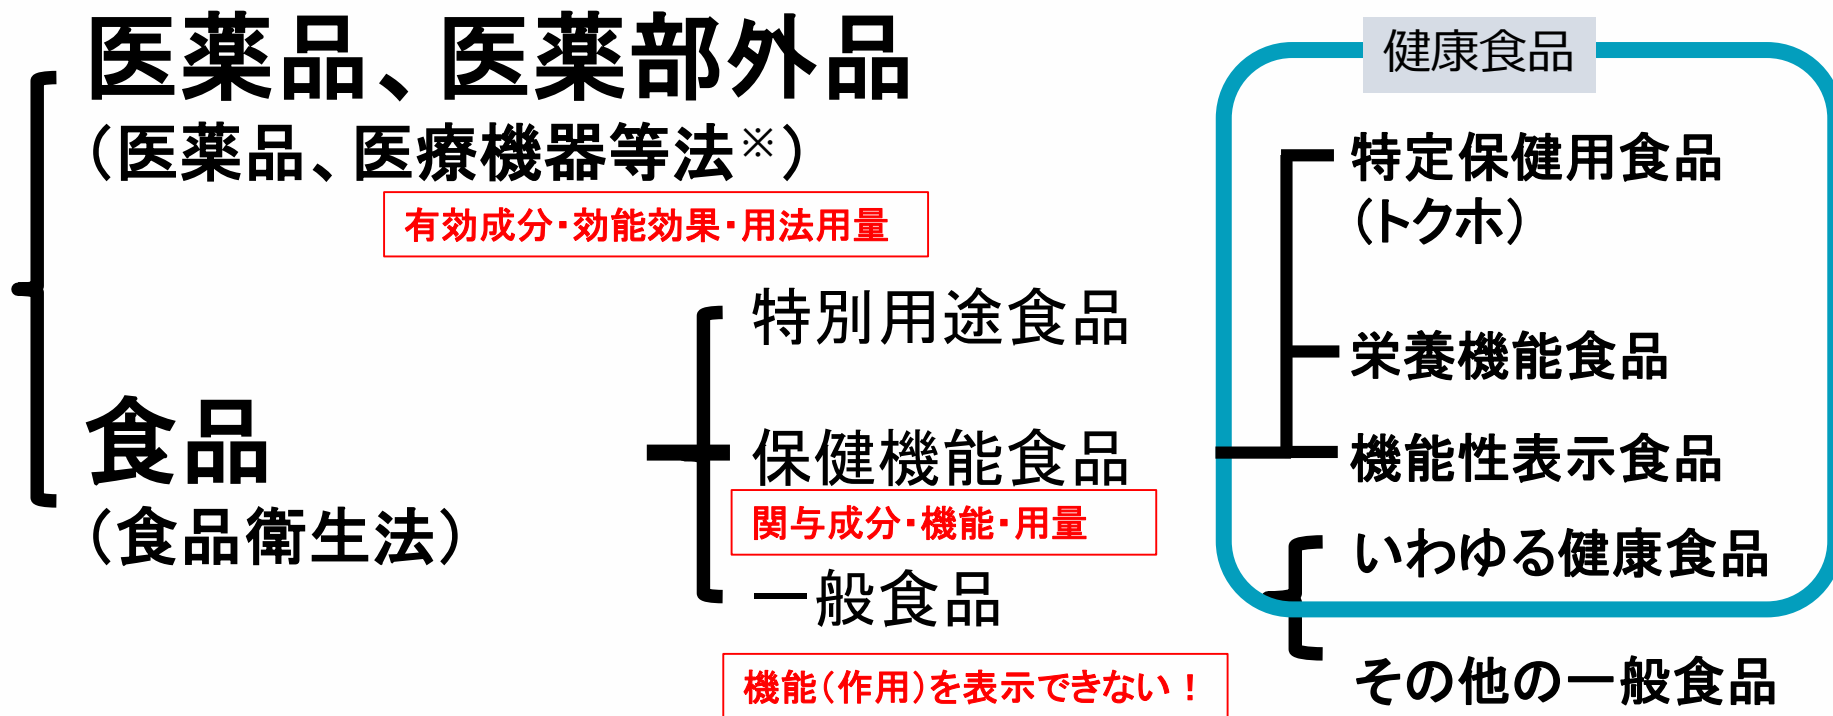 医薬品、医薬部外品
（医薬品、医療機器等法※）
有効成分・効能効果・用法用量
食品
（食品衛生法）
特別用途食品
保健機能食品
関与成分・機能・用量
一般食品
機能（作用）を表示できない！
健康食品
特定保健用食品
（トクホ）
栄養機能食品
機能性表示食品
いわゆる健康食品
その他の一般食品